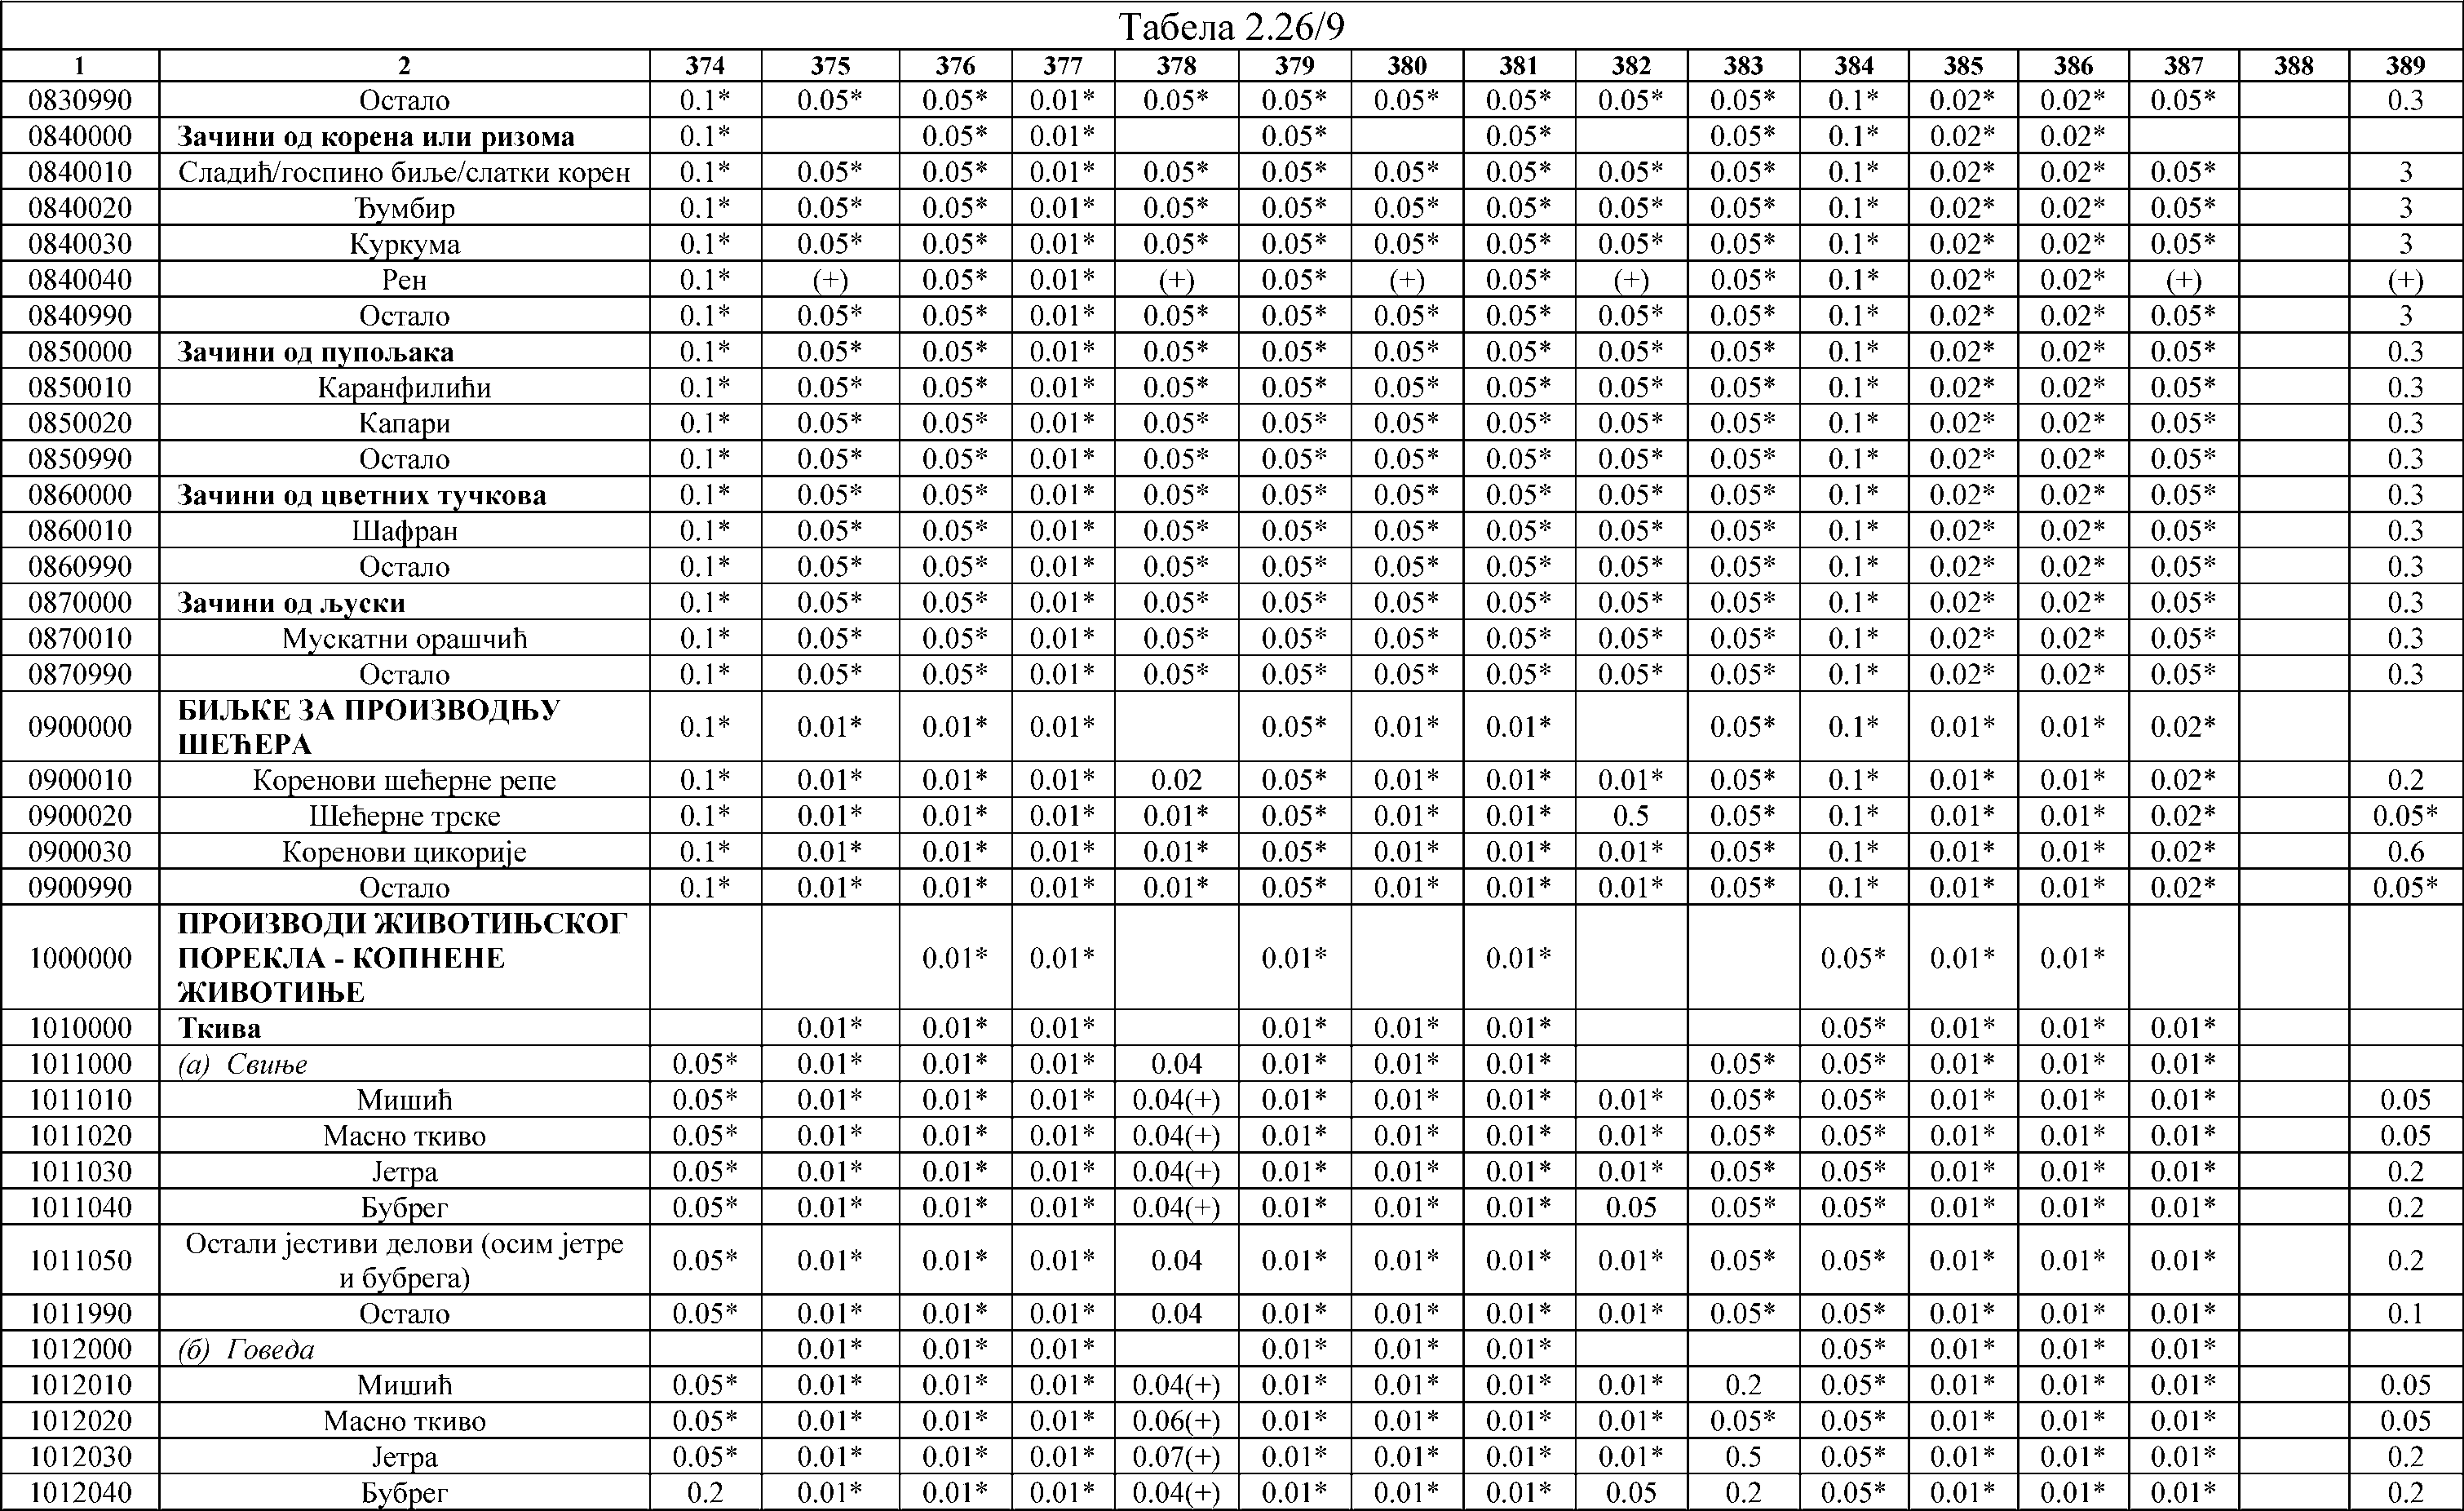 Табела 2.26/9
1 2 374 375 376 377 378 379 380 381 382 383 384 385 386 387 388 389
0830990 Остало 0.1* 0.05* 0.05* 0.01* 0.05* 0.05* 0.05* 0.05* 0.05* 0.05* 0.1* 0.02* 0.02* 0.05* 0.3
0840000 Зачини од корена или ризома 0.1* 0.05* 0.01* 0.05* 0.05* 0.05* 0.1* 0.02* 0.02*
0840010 Сладић/госпино биље/слатки корен 0.1* 0.05* 0.05* 0.01* 0.05* 0.05* 0.05* 0.05* 0.05* 0.05* 0.1* 0.02* 0.02* 0.05* 3
0840020 Ђумбир 0.1* 0.05* 0.05* 0.01* 0.05* 0.05* 0.05* 0.05* 0.05* 0.05* 0.1* 0.02* 0.02* 0.05* 3
0840030 Куркума 0.1* 0.05* 0.05* 0.01* 0.05* 0.05* 0.05* 0.05* 0.05* 0.05* 0.1* 0.02* 0.02* 0.05* 3
0840040 Рен 0.1* (+) 0.05* 0.01* (+) 0.05* (+) 0.05* (+) 0.05* 0.1* 0.02* 0.02* (+) (+)
0840990 Остало 0.1* 0.05* 0.05* 0.01* 0.05* 0.05* 0.05* 0.05* 0.05* 0.05* 0.1* 0.02* 0.02* 0.05* 3
0850000 Зачини од пупољака 0.1* 0.05* 0.05* 0.01* 0.05* 0.05* 0.05* 0.05* 0.05* 0.05* 0.1* 0.02* 0.02* 0.05* 0.3
0850010 Каранфилићи 0.1* 0.05* 0.05* 0.01* 0.05* 0.05* 0.05* 0.05* 0.05* 0.05* 0.1* 0.02* 0.02* 0.05* 0.3
0850020 Капари 0.1* 0.05* 0.05* 0.01* 0.05* 0.05* 0.05* 0.05* 0.05* 0.05* 0.1* 0.02* 0.02* 0.05* 0.3
0850990 Остало 0.1* 0.05* 0.05* 0.01* 0.05* 0.05* 0.05* 0.05* 0.05* 0.05* 0.1* 0.02* 0.02* 0.05* 0.3
0860000 Зачини од цветних тучкова 0.1* 0.05* 0.05* 0.01* 0.05* 0.05* 0.05* 0.05* 0.05* 0.05* 0.1* 0.02* 0.02* 0.05* 0.3
0860010 Шафран 0.1* 0.05* 0.05* 0.01* 0.05* 0.05* 0.05* 0.05* 0.05* 0.05* 0.1* 0.02* 0.02* 0.05* 0.3
0860990 Остало 0.1* 0.05* 0.05* 0.01* 0.05* 0.05* 0.05* 0.05* 0.05* 0.05* 0.1* 0.02* 0.02* 0.05* 0.3
0870000 Зачини од љуски 0.1* 0.05* 0.05* 0.01* 0.05* 0.05* 0.05* 0.05* 0.05* 0.05* 0.1* 0.02* 0.02* 0.05* 0.3
0870010 Мускатни орашчић 0.1* 0.05* 0.05* 0.01* 0.05* 0.05* 0.05* 0.05* 0.05* 0.05* 0.1* 0.02* 0.02* 0.05* 0.3
0870990 Остало 0.1* 0.05* 0.05* 0.01* 0.05* 0.05* 0.05* 0.05* 0.05* 0.05* 0.1* 0.02* 0.02* 0.05* 0.3
БИЉКЕ ЗА ПРОИЗВОДЊУ
0900000 ШЕЋЕРА 0.1* 0.01* 0.01* 0.01* 0.05* 0.01* 0.01* 0.05* 0.1* 0.01* 0.01* 0.02*
0900010 Коренови шећерне репе 0.1* 0.01* 0.01* 0.01* 0.02 0.05* 0.01* 0.01* 0.01* 0.05* 0.1* 0.01* 0.01* 0.02* 0.2
0900020 Шећерне трске 0.1* 0.01* 0.01* 0.01* 0.01* 0.05* 0.01* 0.01* 0.5 0.05* 0.1* 0.01* 0.01* 0.02* 0.05*
0900030 Коренови цикорије 0.1* 0.01* 0.01* 0.01* 0.01* 0.05* 0.01* 0.01* 0.01* 0.05* 0.1* 0.01* 0.01* 0.02* 0.6
0900990 Остало 0.1* 0.01* 0.01* 0.01* 0.01* 0.05* 0.01* 0.01* 0.01* 0.05* 0.1* 0.01* 0.01* 0.02* 0.05*
ПРОИЗВОДИ ЖИВОТИЊСКОГ
1000000 ПОРЕКЛА - КОПНЕНЕ 0.01* 0.01* 0.01* 0.01* 0.05* 0.01* 0.01*
ЖИВОТИЊЕ
1010000 Ткива 0.01* 0.01* 0.01* 0.01* 0.01* 0.01* 0.05* 0.01* 0.01* 0.01*
1011000 (а) Свиње 0.05* 0.01* 0.01* 0.01* 0.04 0.01* 0.01* 0.01* 0.05* 0.05* 0.01* 0.01* 0.01*
1011010 Мишић 0.05* 0.01* 0.01* 0.01* 0.04(+) 0.01* 0.01* 0.01* 0.01* 0.05* 0.05* 0.01* 0.01* 0.01* 0.05
1011020 Масно ткиво 0.05* 0.01* 0.01* 0.01* 0.04(+) 0.01* 0.01* 0.01* 0.01* 0.05* 0.05* 0.01* 0.01* 0.01* 0.05
1011030 Јетра 0.05* 0.01* 0.01* 0.01* 0.04(+) 0.01* 0.01* 0.01* 0.01* 0.05* 0.05* 0.01* 0.01* 0.01* 0.2
1011040 Бубрег 0.05* 0.01* 0.01* 0.01* 0.04(+) 0.01* 0.01* 0.01* 0.05 0.05* 0.05* 0.01* 0.01* 0.01* 0.2
Остали јестиви делови (осим јетре
1011050 и бубрега) 0.05* 0.01* 0.01* 0.01* 0.04 0.01* 0.01* 0.01* 0.01* 0.05* 0.05* 0.01* 0.01* 0.01* 0.2
1011990 Остало 0.05* 0.01* 0.01* 0.01* 0.04 0.01* 0.01* 0.01* 0.01* 0.05* 0.05* 0.01* 0.01* 0.01* 0.1
1012000 (б) Говеда 0.01* 0.01* 0.01* 0.01* 0.01* 0.01* 0.05* 0.01* 0.01* 0.01*
1012010 Мишић 0.05* 0.01* 0.01* 0.01* 0.04(+) 0.01* 0.01* 0.01* 0.01* 0.2 0.05* 0.01* 0.01* 0.01* 0.05
1012020 Масно ткиво 0.05* 0.01* 0.01* 0.01* 0.06(+) 0.01* 0.01* 0.01* 0.01* 0.05* 0.05* 0.01* 0.01* 0.01* 0.05
1012030 Јетра 0.05* 0.01* 0.01* 0.01* 0.07(+) 0.01* 0.01* 0.01* 0.01* 0.5 0.05* 0.01* 0.01* 0.01* 0.2
1012040 Бубрег 0.2 0.01* 0.01* 0.01* 0.04(+) 0.01* 0.01* 0.01* 0.05 0.2 0.05* 0.01* 0.01* 0.01* 0.2